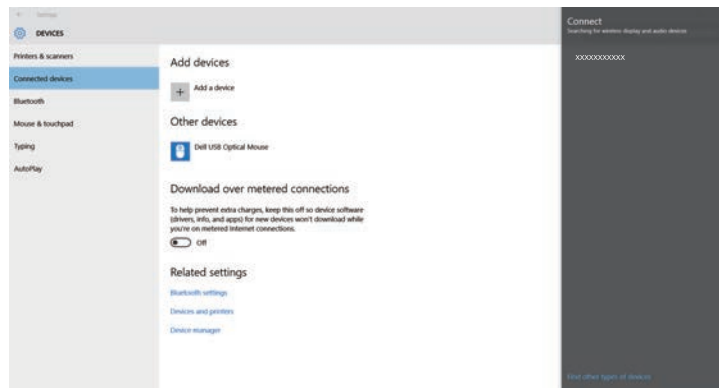 Settings
DEVICES
Printers & scanners
Connected devices
Bluetooth
Mouse & touchpad
Typing
AutoPlay
Add devices
Add a device
Other devices
Dell USB Optical Mouse
Download over metered connections
To help prevent extra charges, keep this off so device software
(drivers, info, and apps) for new devices won't download while
you're on metered Internet connections.
Off
Related settings
Bluetooth settings
Devices and printers
Device manager
Connect
Searching for wireless display and audio devices
xxxxxxxxxxx
Find other types of devices